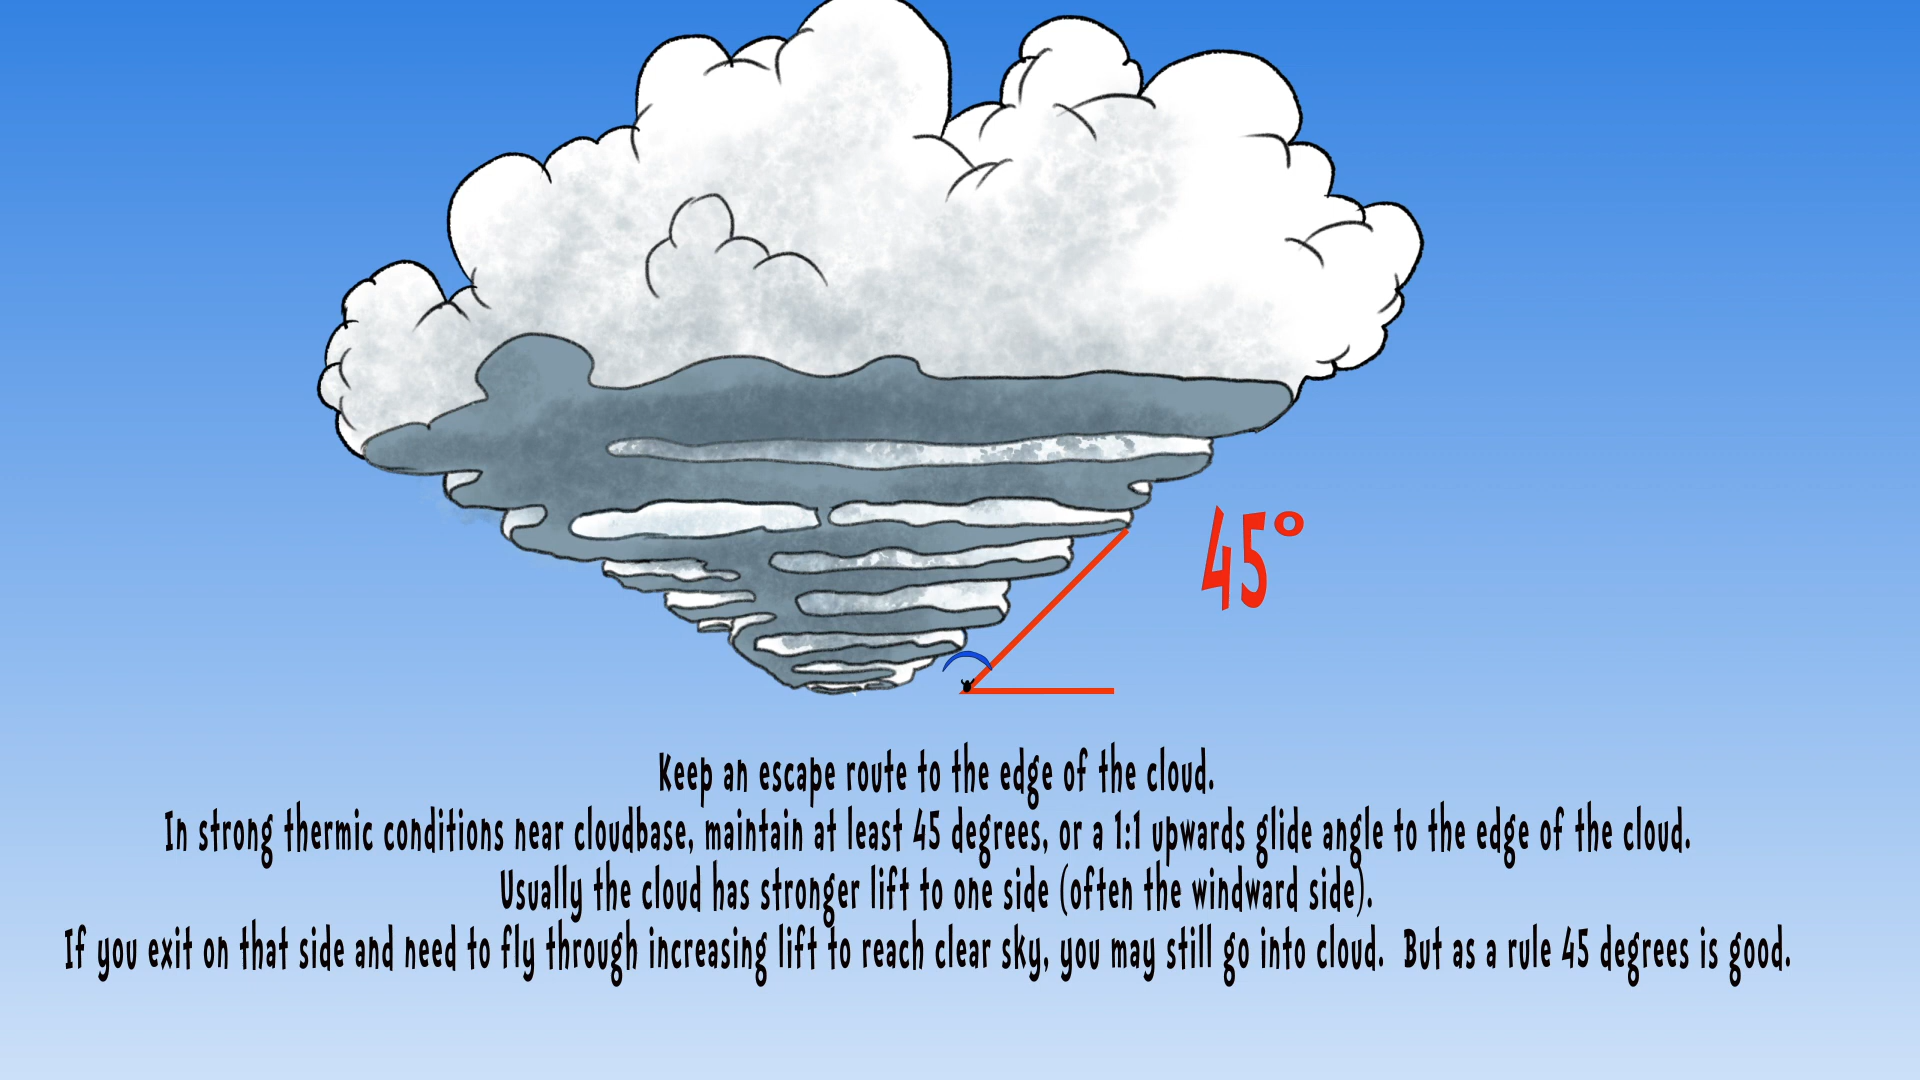 45°
Keep an escape route to the edge of the cloud.
In strong thermic conditions near cloudbase, maintain at least 45 degrees, or a 1:1 upwards glide angle to the edge of the cloud.
Usually the cloud has stronger lift to one side (often the windward side).
If you exit on that side and need to fly through increasing lift to reach clear sky, you may still go into cloud.  But as a rule 45 degrees is good.